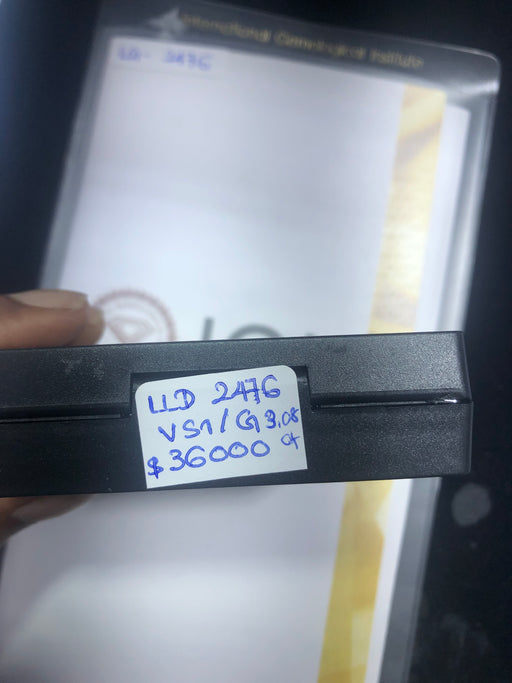 International Gemological Institute
LG- 2476
LLD 2476
VS1/G 3,08
ct
$36000